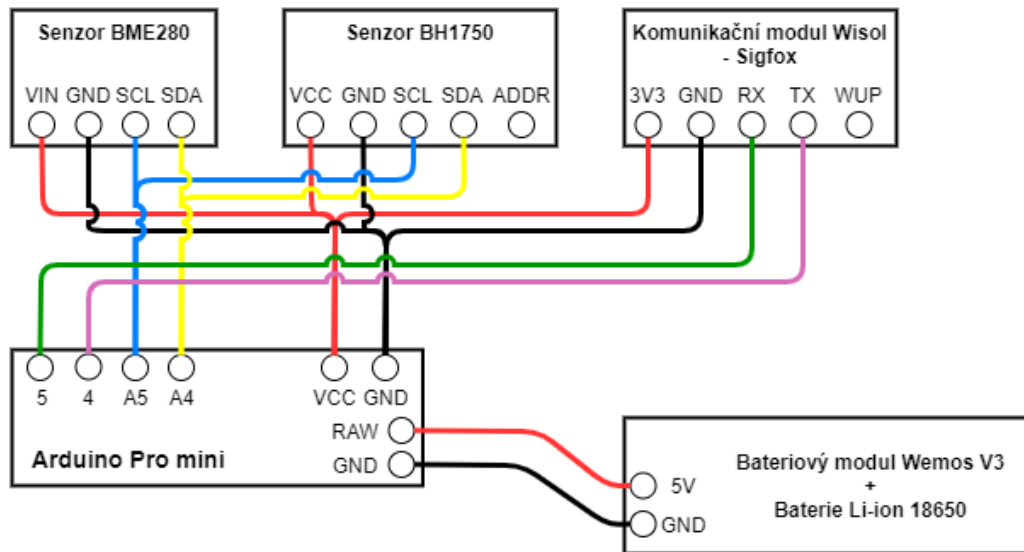 Senzor BME280
VIN GND SCL SDA
Senzor BH1750
VCC GND SCL SDA ADDR
Komunikační modul Wisol
- Sigfox
3V3 GND RX TX WUP
5 4 A5 A4
VCC GND
RAW
GND
Arduino Pro mini
5V
GND
Bateriový modul Wemos V3
+
Baterie Li-ion 18650